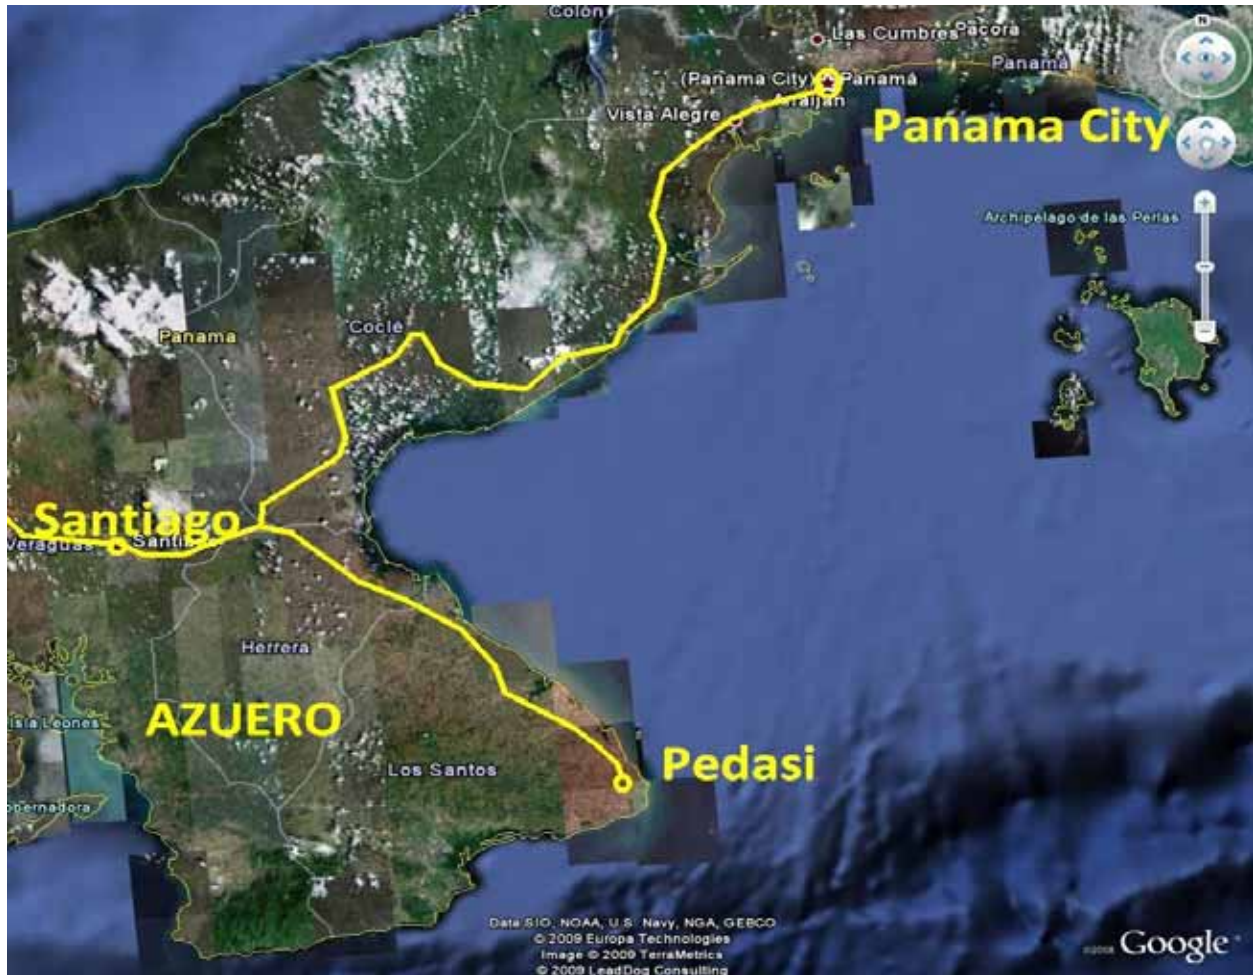 Colón
Las Cumbres
Pacora
(Panama City)
Panamá
Panamá
Vista Alegre
Panama City
N
Archipelago de las Perlas
Coclé
Panama
Santiago
Veraguas
Herrera
AZUERO
Isla Leones
Los Santos
Pedasi
Data SIO, NOAA, U.S. Navy, NGA, GEBCO
© 2009 Europa Technologies
Image © 2009 TerraMetrics
© 2009 LeadDog Consulting
Google